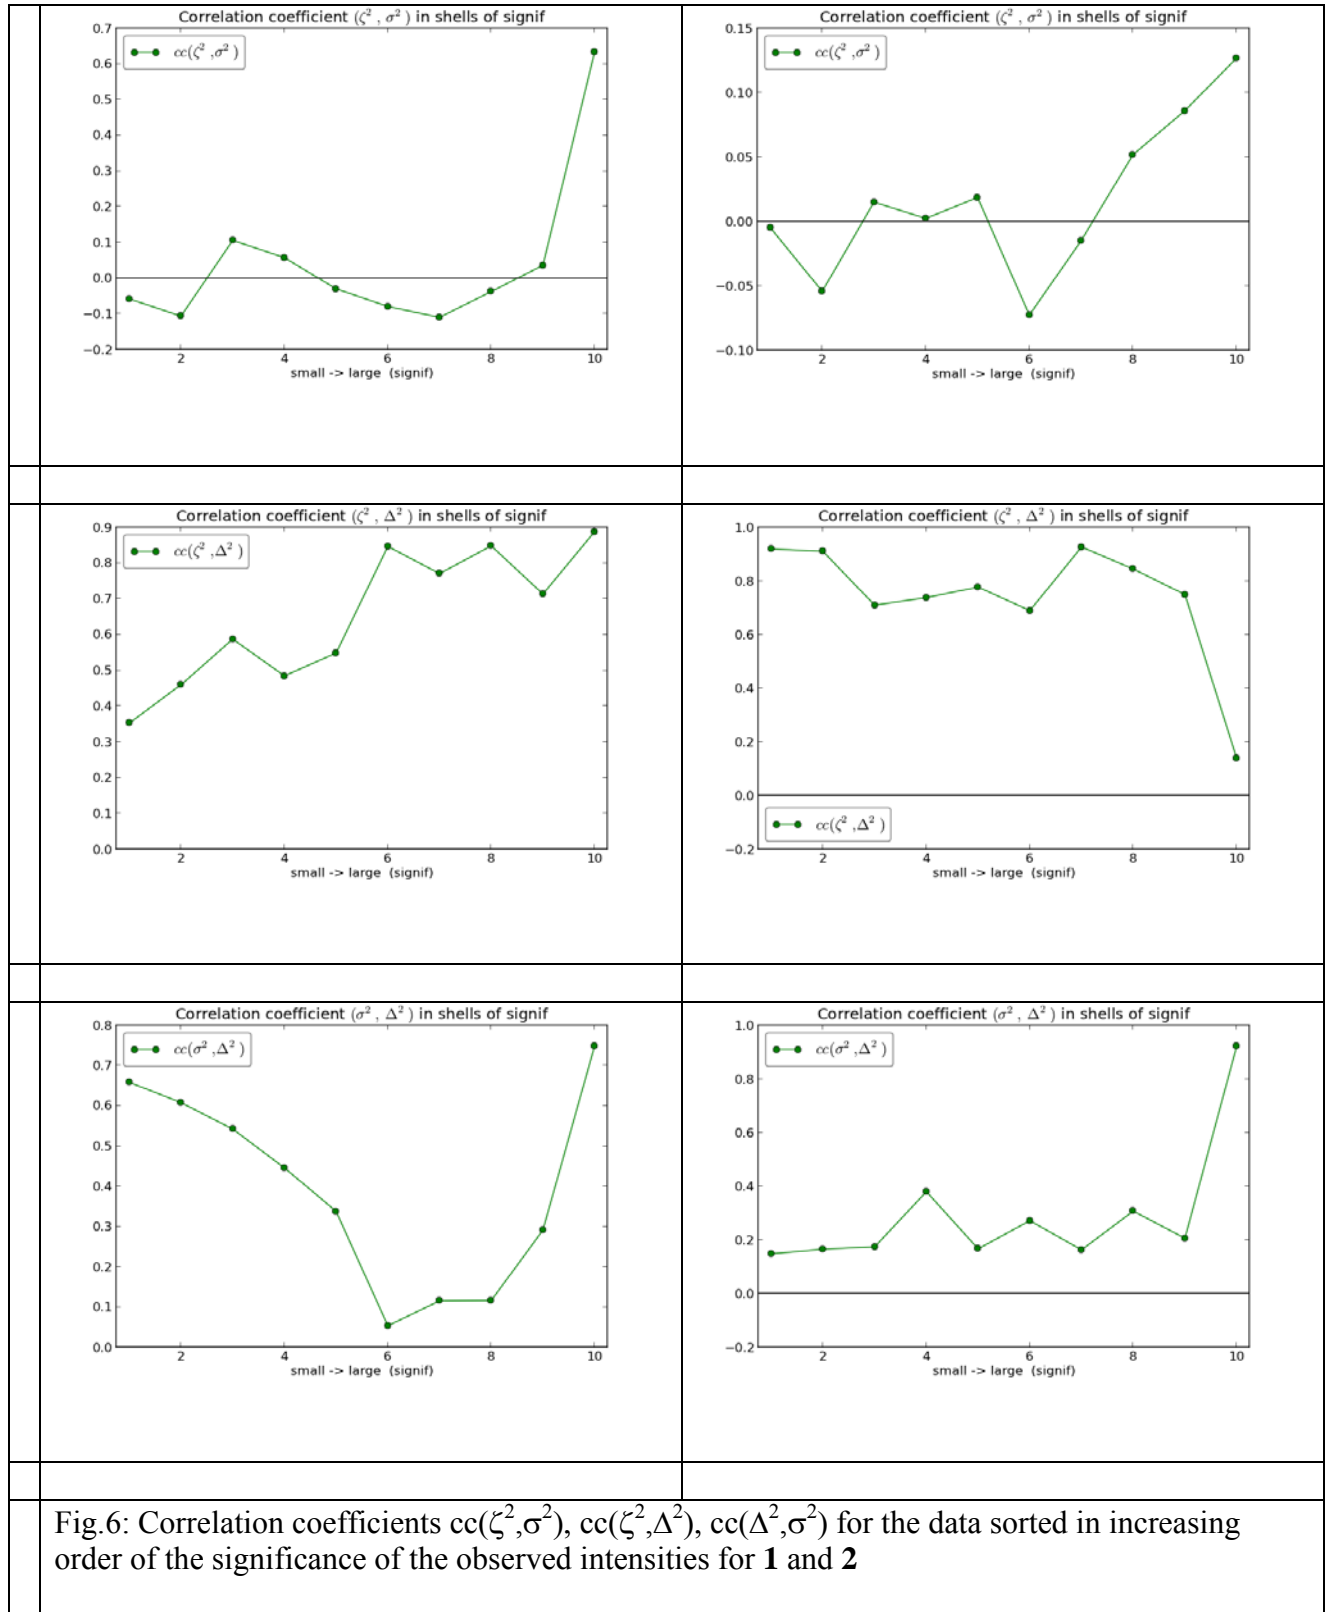 Correlation coefficient (ζ² , σ² ) in shells of signif
cc(ζ² ,σ² )
0.7
0.6
0.5
0.4
0.3
0.2
0.1
0.0
−0.1
−0.2
2 4 6 8 10
small -> large (signif)
Correlation coefficient (ζ² , σ² ) in shells of signif
cc(ζ² ,σ² )
0.15
0.10
0.05
0.00
−0.05
−0.10
2 4 6 8 10
small -> large (signif)
Correlation coefficient (ζ² , Δ² ) in shells of signif
cc(ζ² ,Δ² )
0.9
0.8
0.7
0.6
0.5
0.4
0.3
0.2
0.1
0.0
2 4 6 8 10
small -> large (signif)
Correlation coefficient (ζ² , Δ² ) in shells of signif
1.0
0.8
0.6
0.4
0.2
0.0
cc(ζ² ,Δ² )
−0.2
2 4 6 8 10
small -> large (signif)
Correlation coefficient (σ² , Δ² ) in shells of signif
cc(σ² ,Δ² )
0.8
0.7
0.6
0.5
0.4
0.3
0.2
0.1
0.0
2 4 6 8 10
small -> large (signif)
Correlation coefficient (σ² , Δ² ) in shells of signif
cc(σ² ,Δ² )
1.0
0.8
0.6
0.4
0.2
0.0
−0.2
2 4 6 8 10
small -> large (signif)
Fig.6: Correlation coefficients cc(ζ²,σ²), cc(ζ²,Δ²), cc(Δ²,σ²) for the data sorted in increasing
order of the significance of the observed intensities for 1 and 2